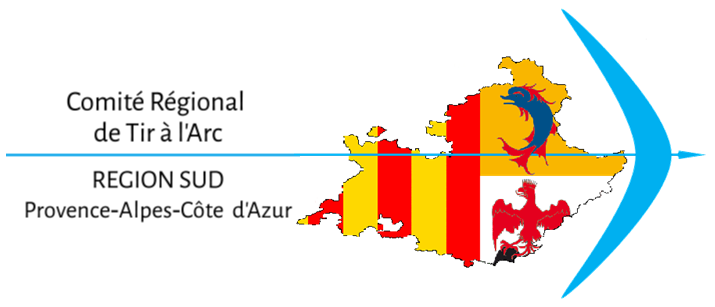 Comité Régional
de Tir à l'Arc
REGION SUD
Provence-Alpes-Côte d'Azur